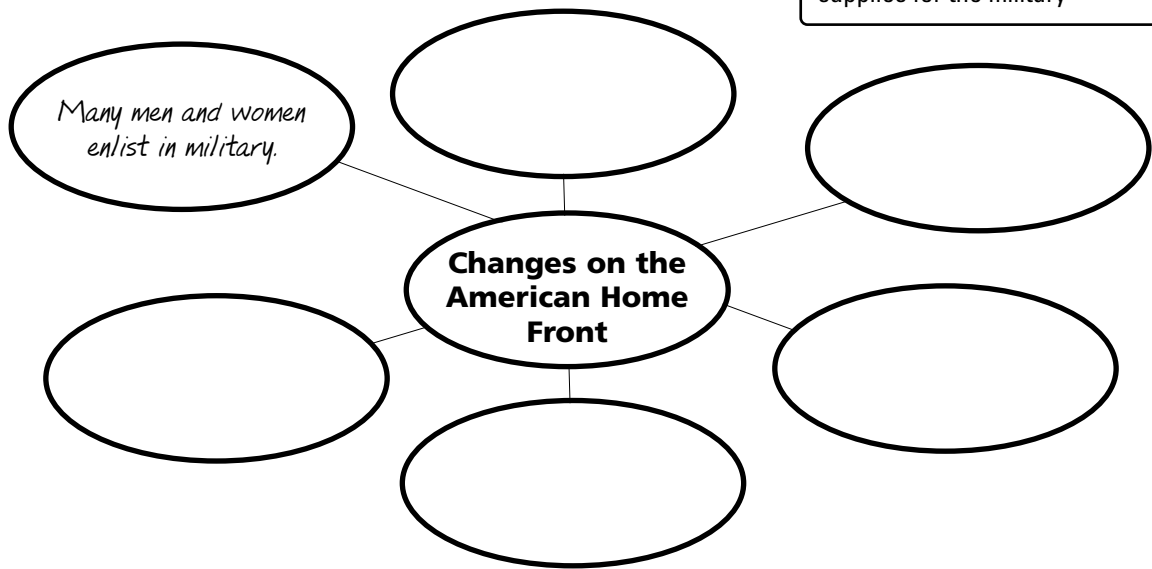 supplies for the military
Many men and women
enlist in military.
Changes on the
American Home
Front